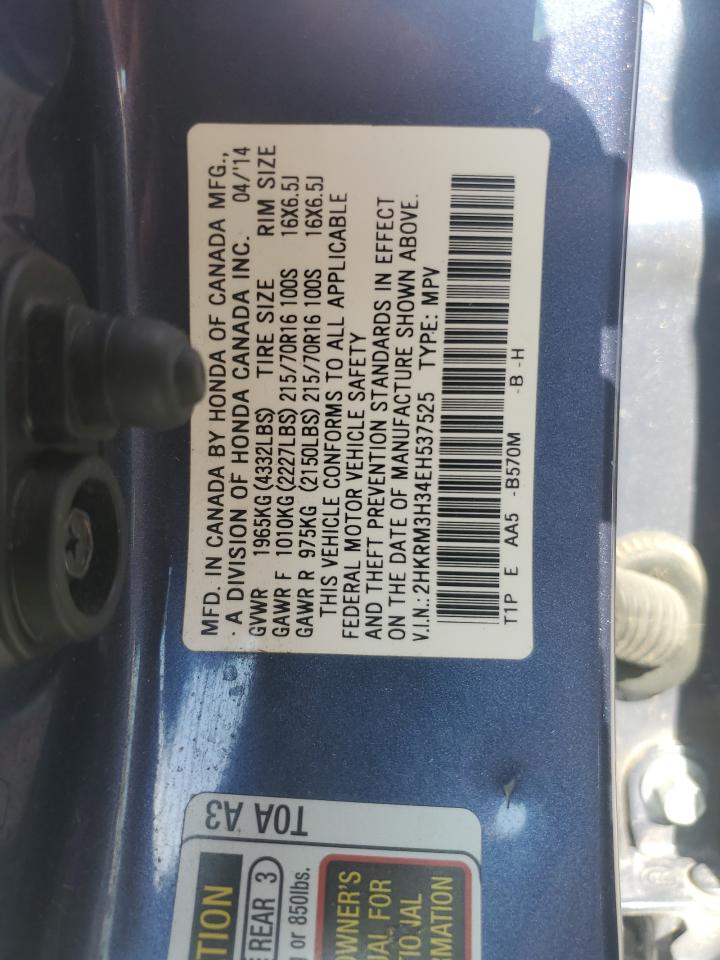 MFD. IN CANADA BY HONDA OF CANADA MFG.,
· A DIVISION OF HONDA CANADA INC. 04/'14
GVWR 1965KG(4332LBS) TIRE SIZE RIM SIZE
GAWR F 1010KG(2227LBS)215/70R16 100S 16X6.5J
GAWR R 975KG (2150LBS)215/70R16 100S 16X6.5J
THIS VEHICLE CONFORMS TO ALL APPLICABLE
FEDERAL MOTOR VEHICLE SAFETY
AND THEFT PREVENTION STANDARDS IN EFFECT
ON THE DATE OF MANUFACTURE SHOWN ABOVE.
V.I.N.: 2HKRM3H34EH537525 TYPE: MPV
T1P E AA5 -B570M -B -H
T0A A3
TION
REAR 3
or 850lbs.
OWNER'S
UAL FOR
TIONAL
RMATION